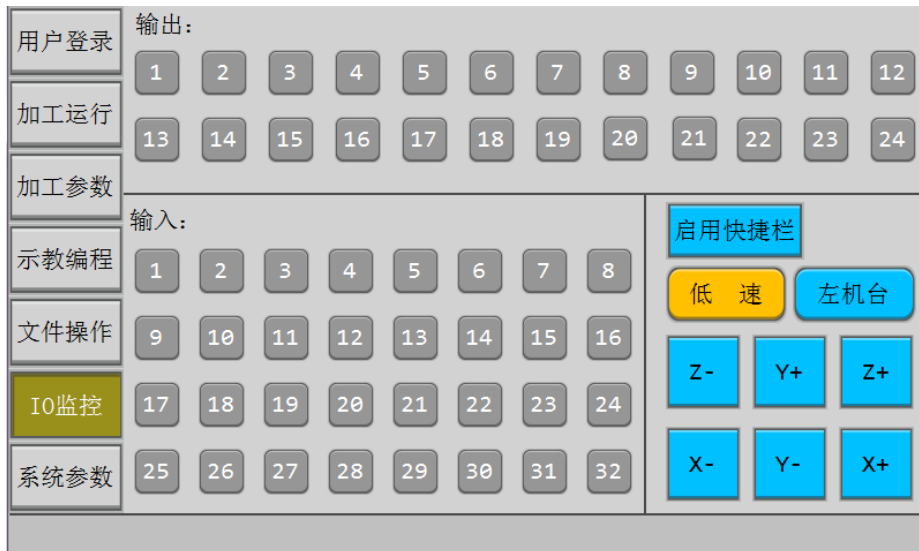 用户登录
加工运行
加工参数
示教编程
文件操作
IO监控
系统参数
输出:
1 2 3 4 5 6 7 8 9 10 11 12
13 14 15 16 17 18 19 20 21 22 23 24
输入:
1 2 3 4 5 6 7 8
9 10 11 12 13 14 15 16
17 18 19 20 21 22 23 24
25 26 27 28 29 30 31 32
启用快捷栏
低 速 左机台
Z- Y+ Z+
X- Y- X+